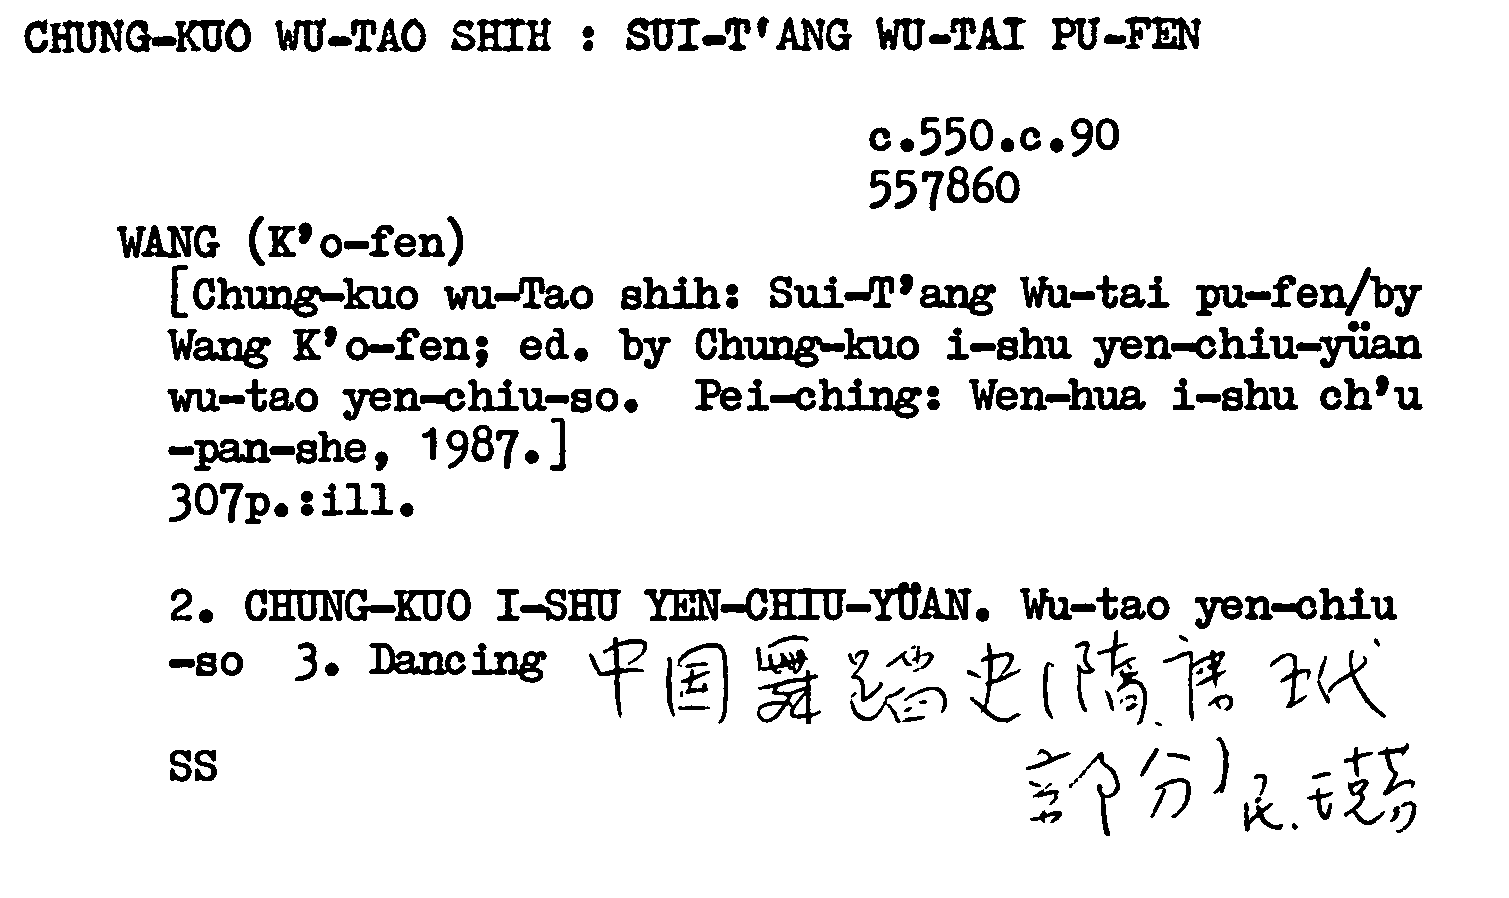 CHUNG-KUO WU-TAO SHIH : SUI-T'ANG WU-TAI PU-FEN
c.550.c.90
557860
WANG (K'o-fen)
[Chung-kuo wu-Tao shih: Sui-T'ang Wu-tai pu-fen/by
Wang K'o-fen; ed. by Chung-kuo i-shu yen-chiu-yüan
wu-tao yen-chiu-so. Pei-ching: Wen-hua i-shu ch'u
-pan-she, 1987.]
307p.:ill.
2. CHUNG-KUO I-SHU YEN-CHIU-YÜAN. Wu-tao yen-chiu
-so 3. Dancing 中国舞蹈史(隋唐五代
SS
部分)